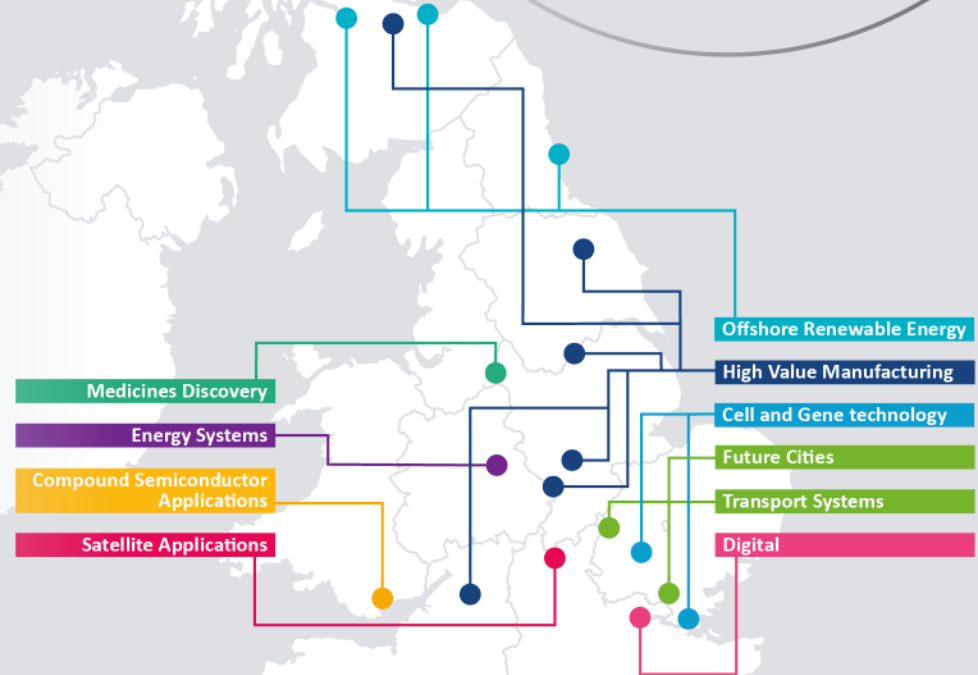 Offshore Renewable Energy
High Value Manufacturing
Medicines Discovery
Cell and Gene technology
Energy Systems
Future Cities
Compound Semiconductor
Applications
Transport Systems
Satellite Applications
Digital